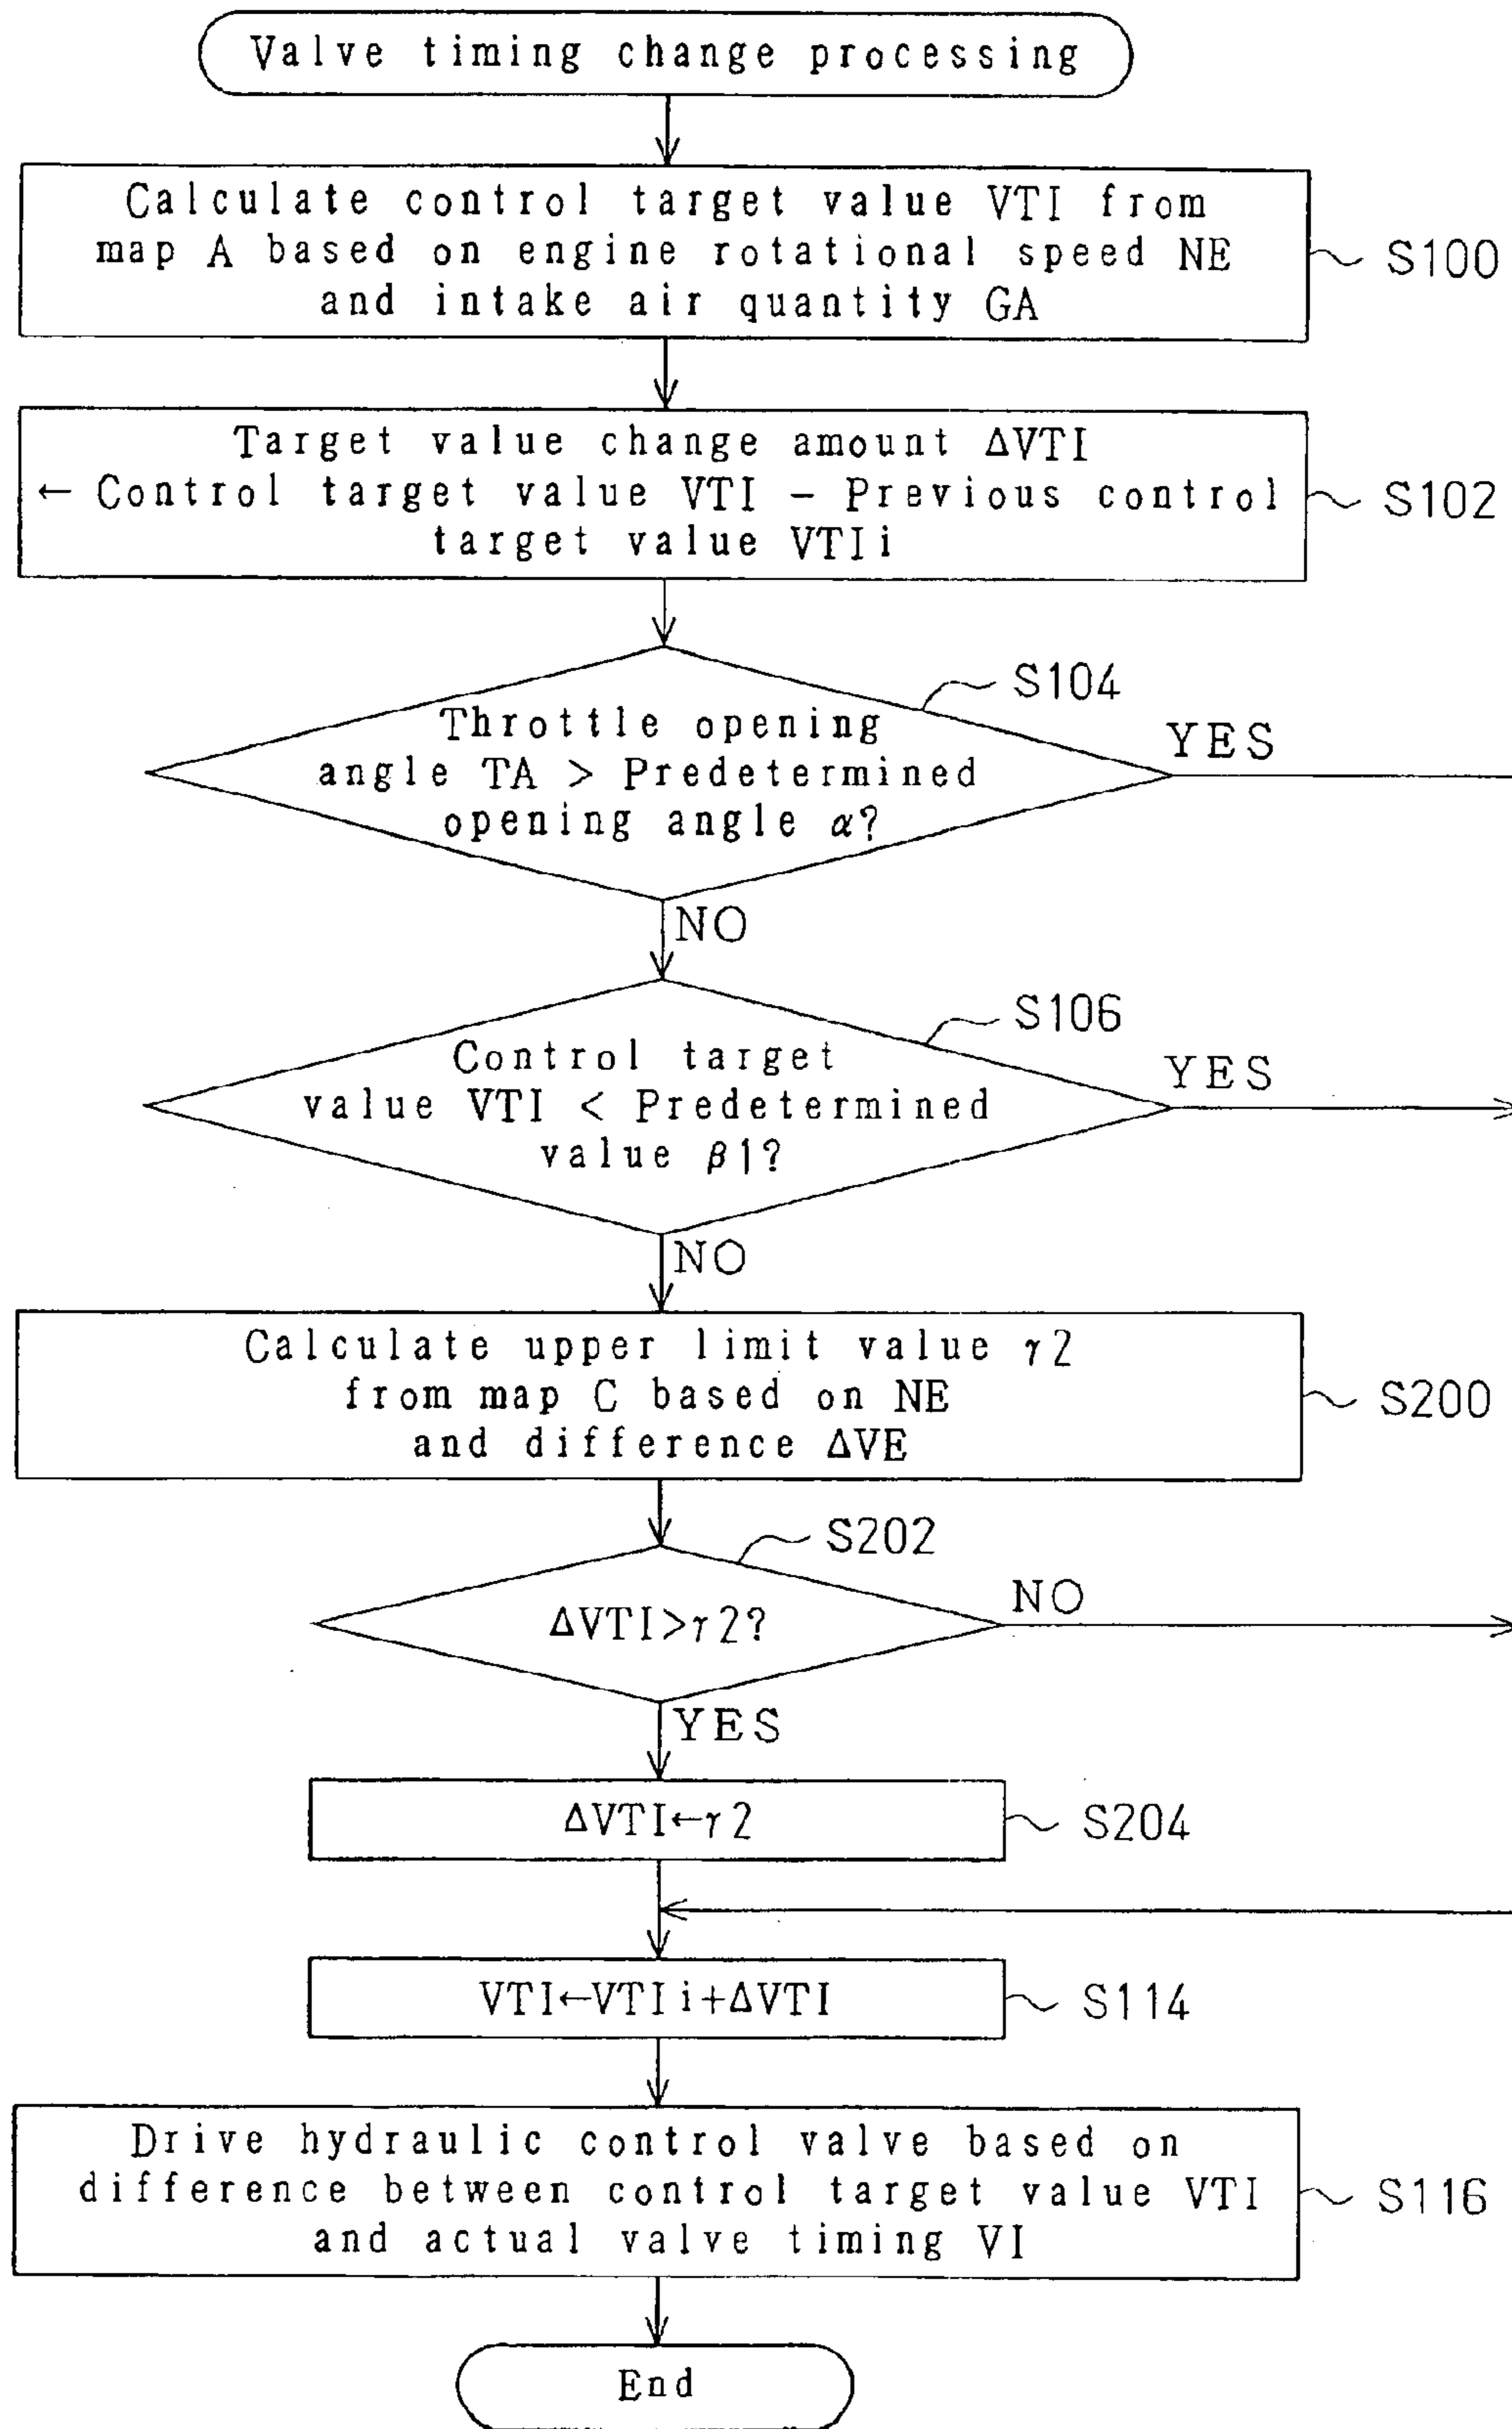 Valve timing change processing
Calculate control target value VTI from
map A based on engine rotational speed NE
and intake air quantity GA
S100
Target value change amount ΔVTI
← Control target value VTI − Previous control
target value VTIi
S102
S104
Throttle opening
angle TA > Predetermined
opening angle α?
YES
NO
S106
Control target
value VTI < Predetermined
value β1?
YES
NO
Calculate upper limit value γ2
from map C based on NE
and difference ΔVE
S200
S202
ΔVTI>γ2?
NO
YES
ΔVTI←γ2
S204
VTI←VTIi+ΔVTI
S114
Drive hydraulic control valve based on
difference between control target value VTI
and actual valve timing VI
S116
End